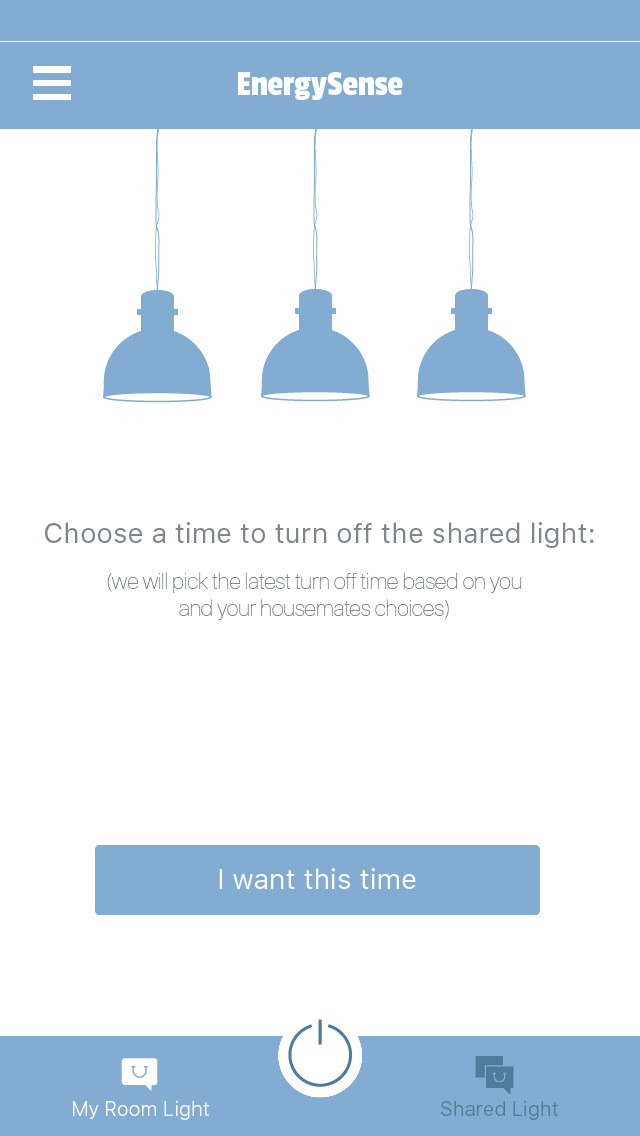 EnergySense
Choose a time to turn off the shared light:
(we will pick the latest turn off time based on you
and your housemates choices)
I want this time
My Room Light
Shared Light